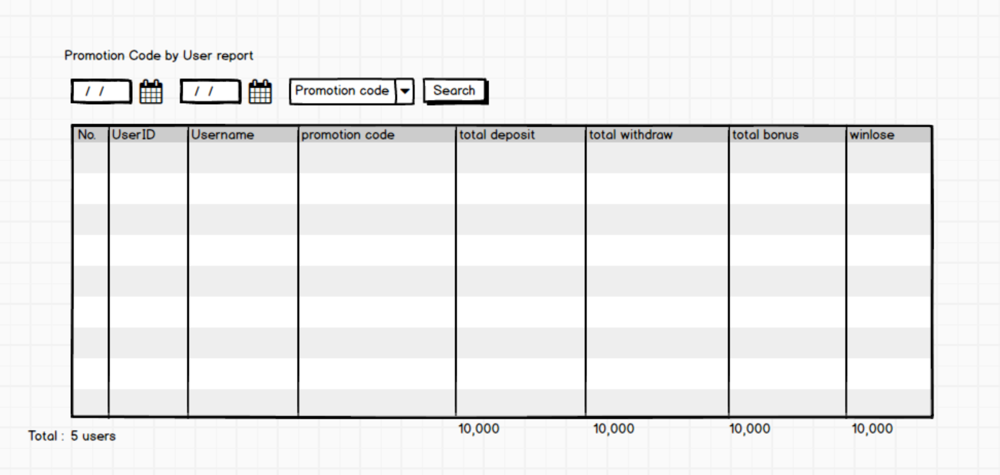 Promotion Code by User report
/ / / / Promotion code Search
No. UserID Username promotion code total deposit total withdraw total bonus winlose
10,000 10,000 10,000 10,000
Total : 5 users